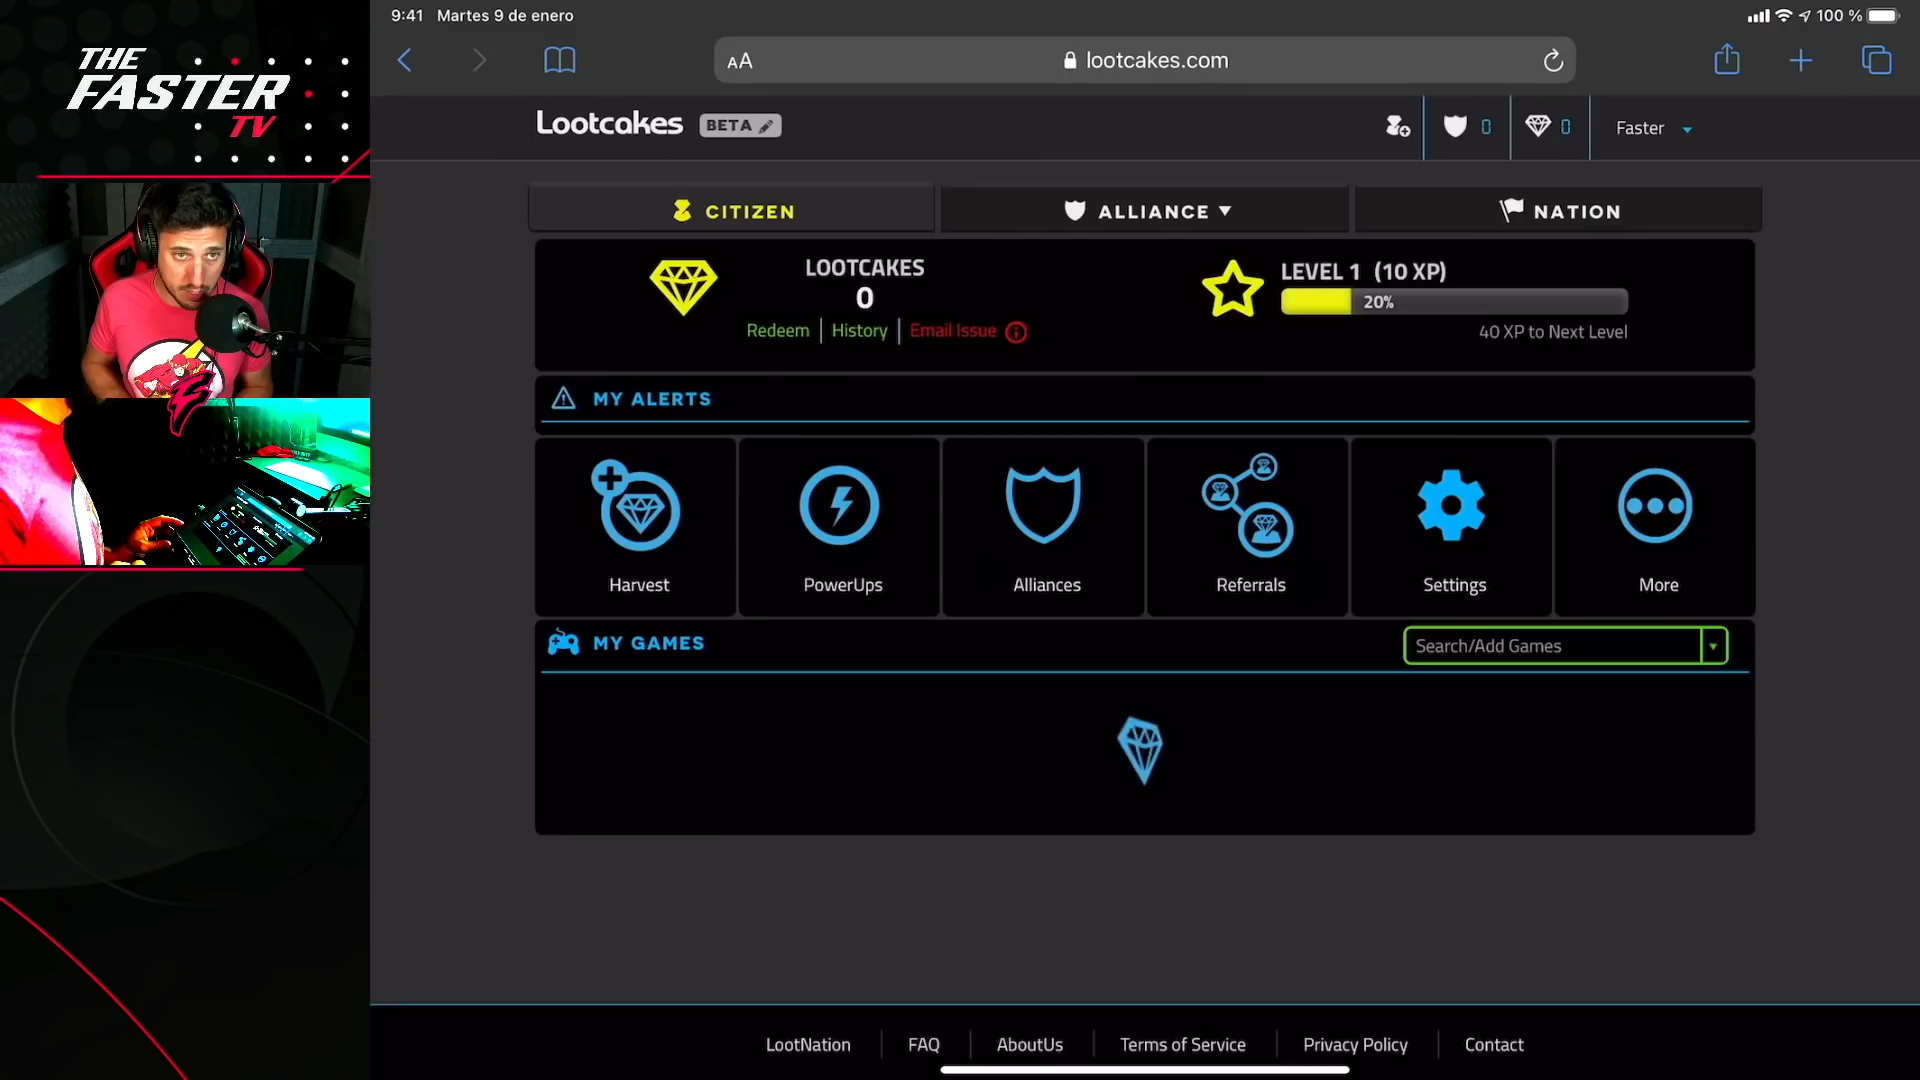 9:41 Martes 9 de enero
100 %
THE
FASTER
TV
AA
lootcakes.com
Lootcakes BETA
0
0
Faster
CITIZEN
ALLIANCE
NATION
LOOTCAKES
0
Redeem
History
Email Issue
LEVEL 1 (10 XP)
20%
40 XP to Next Level
MY ALERTS
Harvest
PowerUps
Alliances
Referrals
Settings
More
MY GAMES
Search/Add Games
LootNation
FAQ
AboutUs
Terms of Service
Privacy Policy
Contact